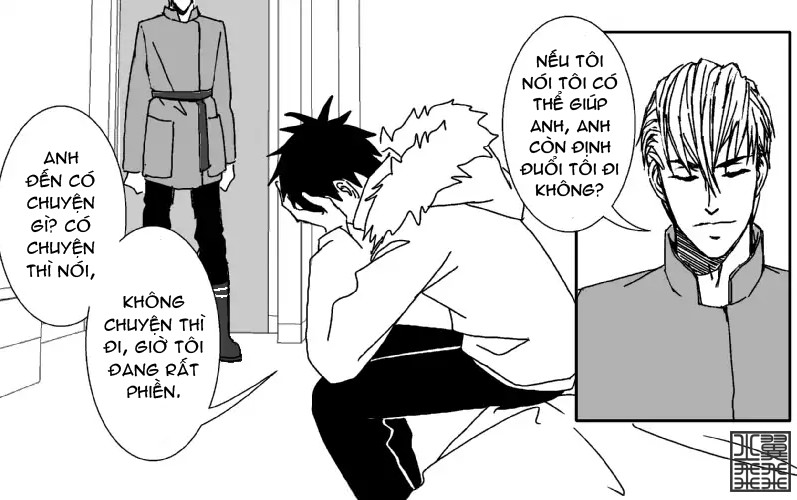 ANH
ĐẾN CÓ
CHUYỆN
GÌ? CÓ
CHUYỆN
THÌ NÓI,
KHÔNG
CHUYỆN THÌ
ĐI, GIỜ TÔI
ĐANG RẤT
PHIỀN.
NẾU TÔI
NÓI TÔI CÓ
THỂ GIÚP
ANH, ANH
CÒN ĐỊNH
ĐUỔI TÔI ĐI
KHÔNG?